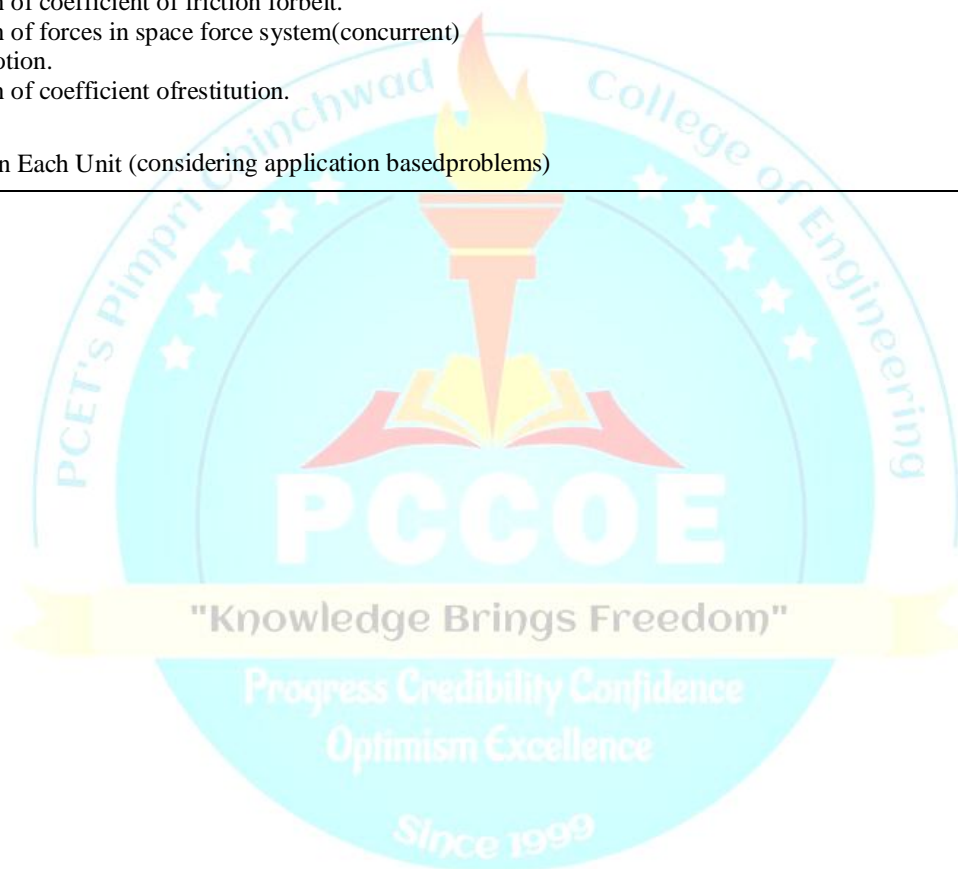 n of coefficient of friction forbelt.
n of forces in space force system(concurrent)
otion.
n of coefficient ofrestitution.
n Each Unit (considering application basedproblems)
PCET's Pimpri Chinchwad College of Engineering
PCCOE
"Knowledge Brings Freedom"
Progress Credibility Confidence
Optimism Excellence
Since 1999